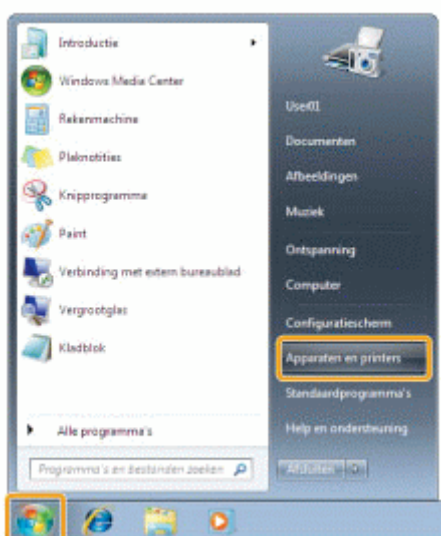 Introductie
Windows Media Center
Rekenmachine
Plaknotities
Knipprogramma
Paint
Verbinding met extern bureaublad
Vergrootglas
Kladblok
Alle programma's
Programma's en bestanden zoeken
User01
Documenten
Afbeeldingen
Muziek
Ontspanning
Computer
Configuratiescherm
Apparaten en printers
Standaardprogramma's
Help en ondersteuning
Afsluiten